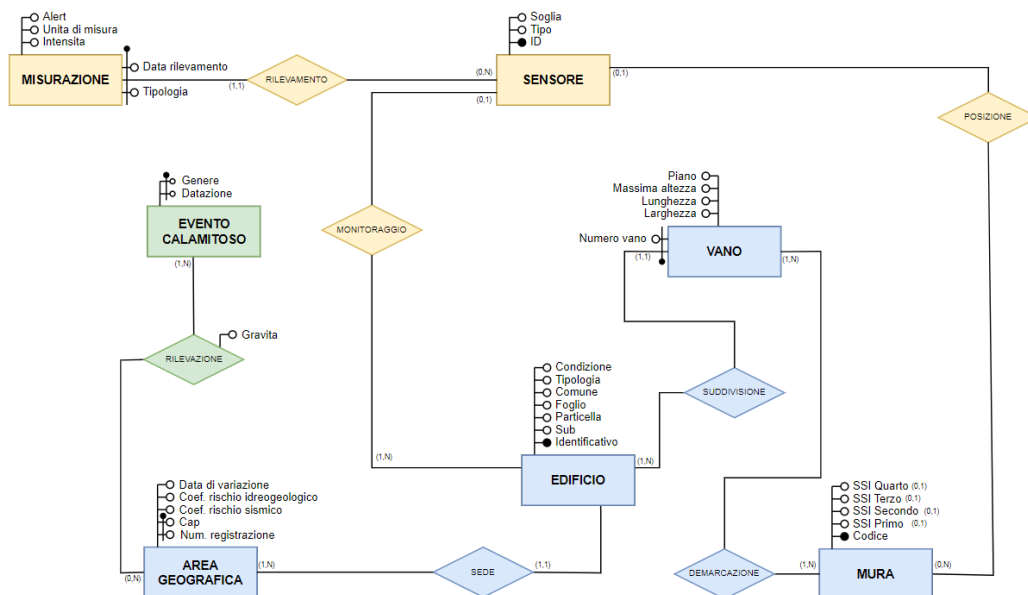 Alert
Unita di misura
Intensita
MISURAZIONE
Data rilevamento
Tipologia
(1,1)
RILEVAMENTO
(0,N)
(0,1)
Soglia
Tipo
ID
SENSORE
(0,1)
POSIZIONE
Genere
Datazione
EVENTO
CALAMITOSO
(1,N)
MONITORAGGIO
Piano
Massima altezza
Lunghezza
Larghezza
Numero vano
(1,1)
VANO
(1,N)
Gravita
RILEVAZIONE
Condizione
Tipologia
Comune
Foglio
Particella
Sub
Identificativo
SUDDIVISIONE
(1,N)
EDIFICIO
(1,N)
Data di variazione
Coef. rischio idreogeologico
Coef. rischio sismico
Cap
Num. registrazione
(0,N)
AREA
GEOGRAFICA
(1,N)
SEDE
(1,1)
SSI Quarto (0,1)
SSI Terzo (0,1)
SSI Secondo (0,1)
SSI Primo (0,1)
Codice
DEMARCAZIONE
(1,N)
MURA
(0,N)